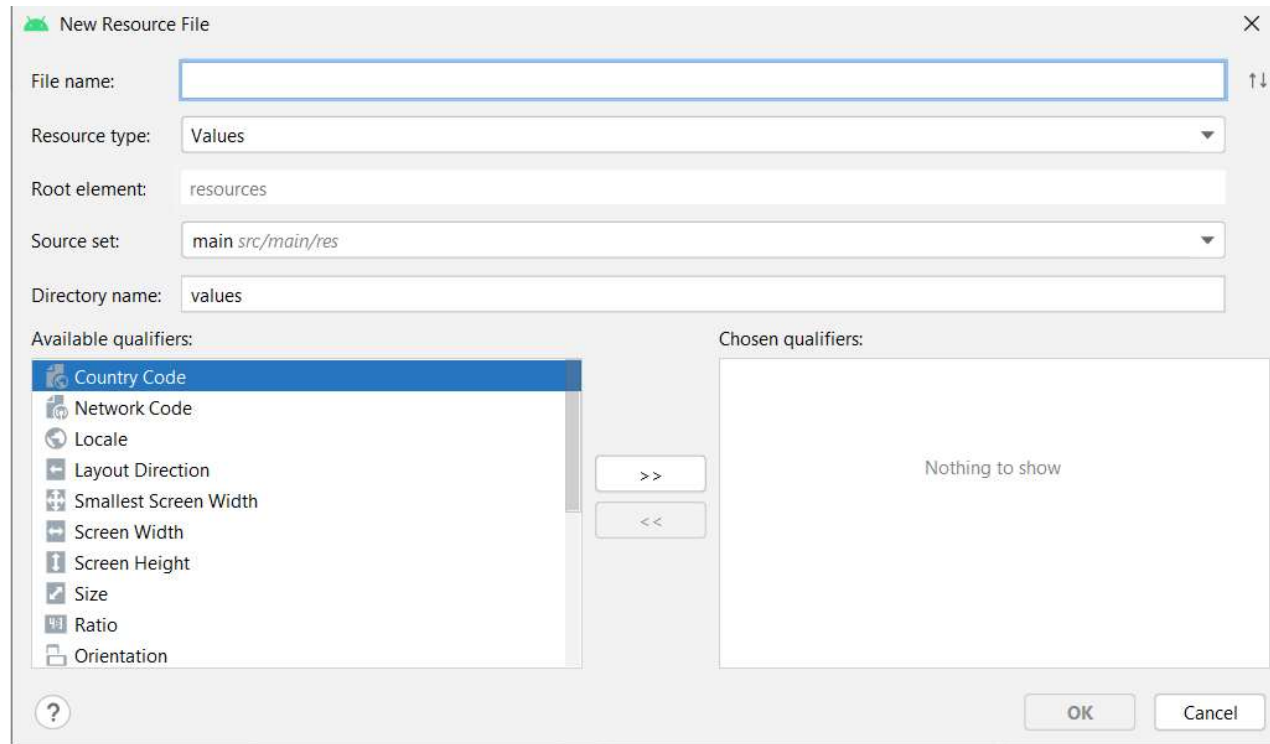 New Resource File
File name:
Resource type: Values
Root element: resources
Source set: main src/main/res
Directory name: values
Available qualifiers:
Country Code
Network Code
Locale
Layout Direction
Smallest Screen Width
Screen Width
Screen Height
Size
4:3 Ratio
Orientation
>>
<<
Chosen qualifiers:
Nothing to show
?
OK
Cancel